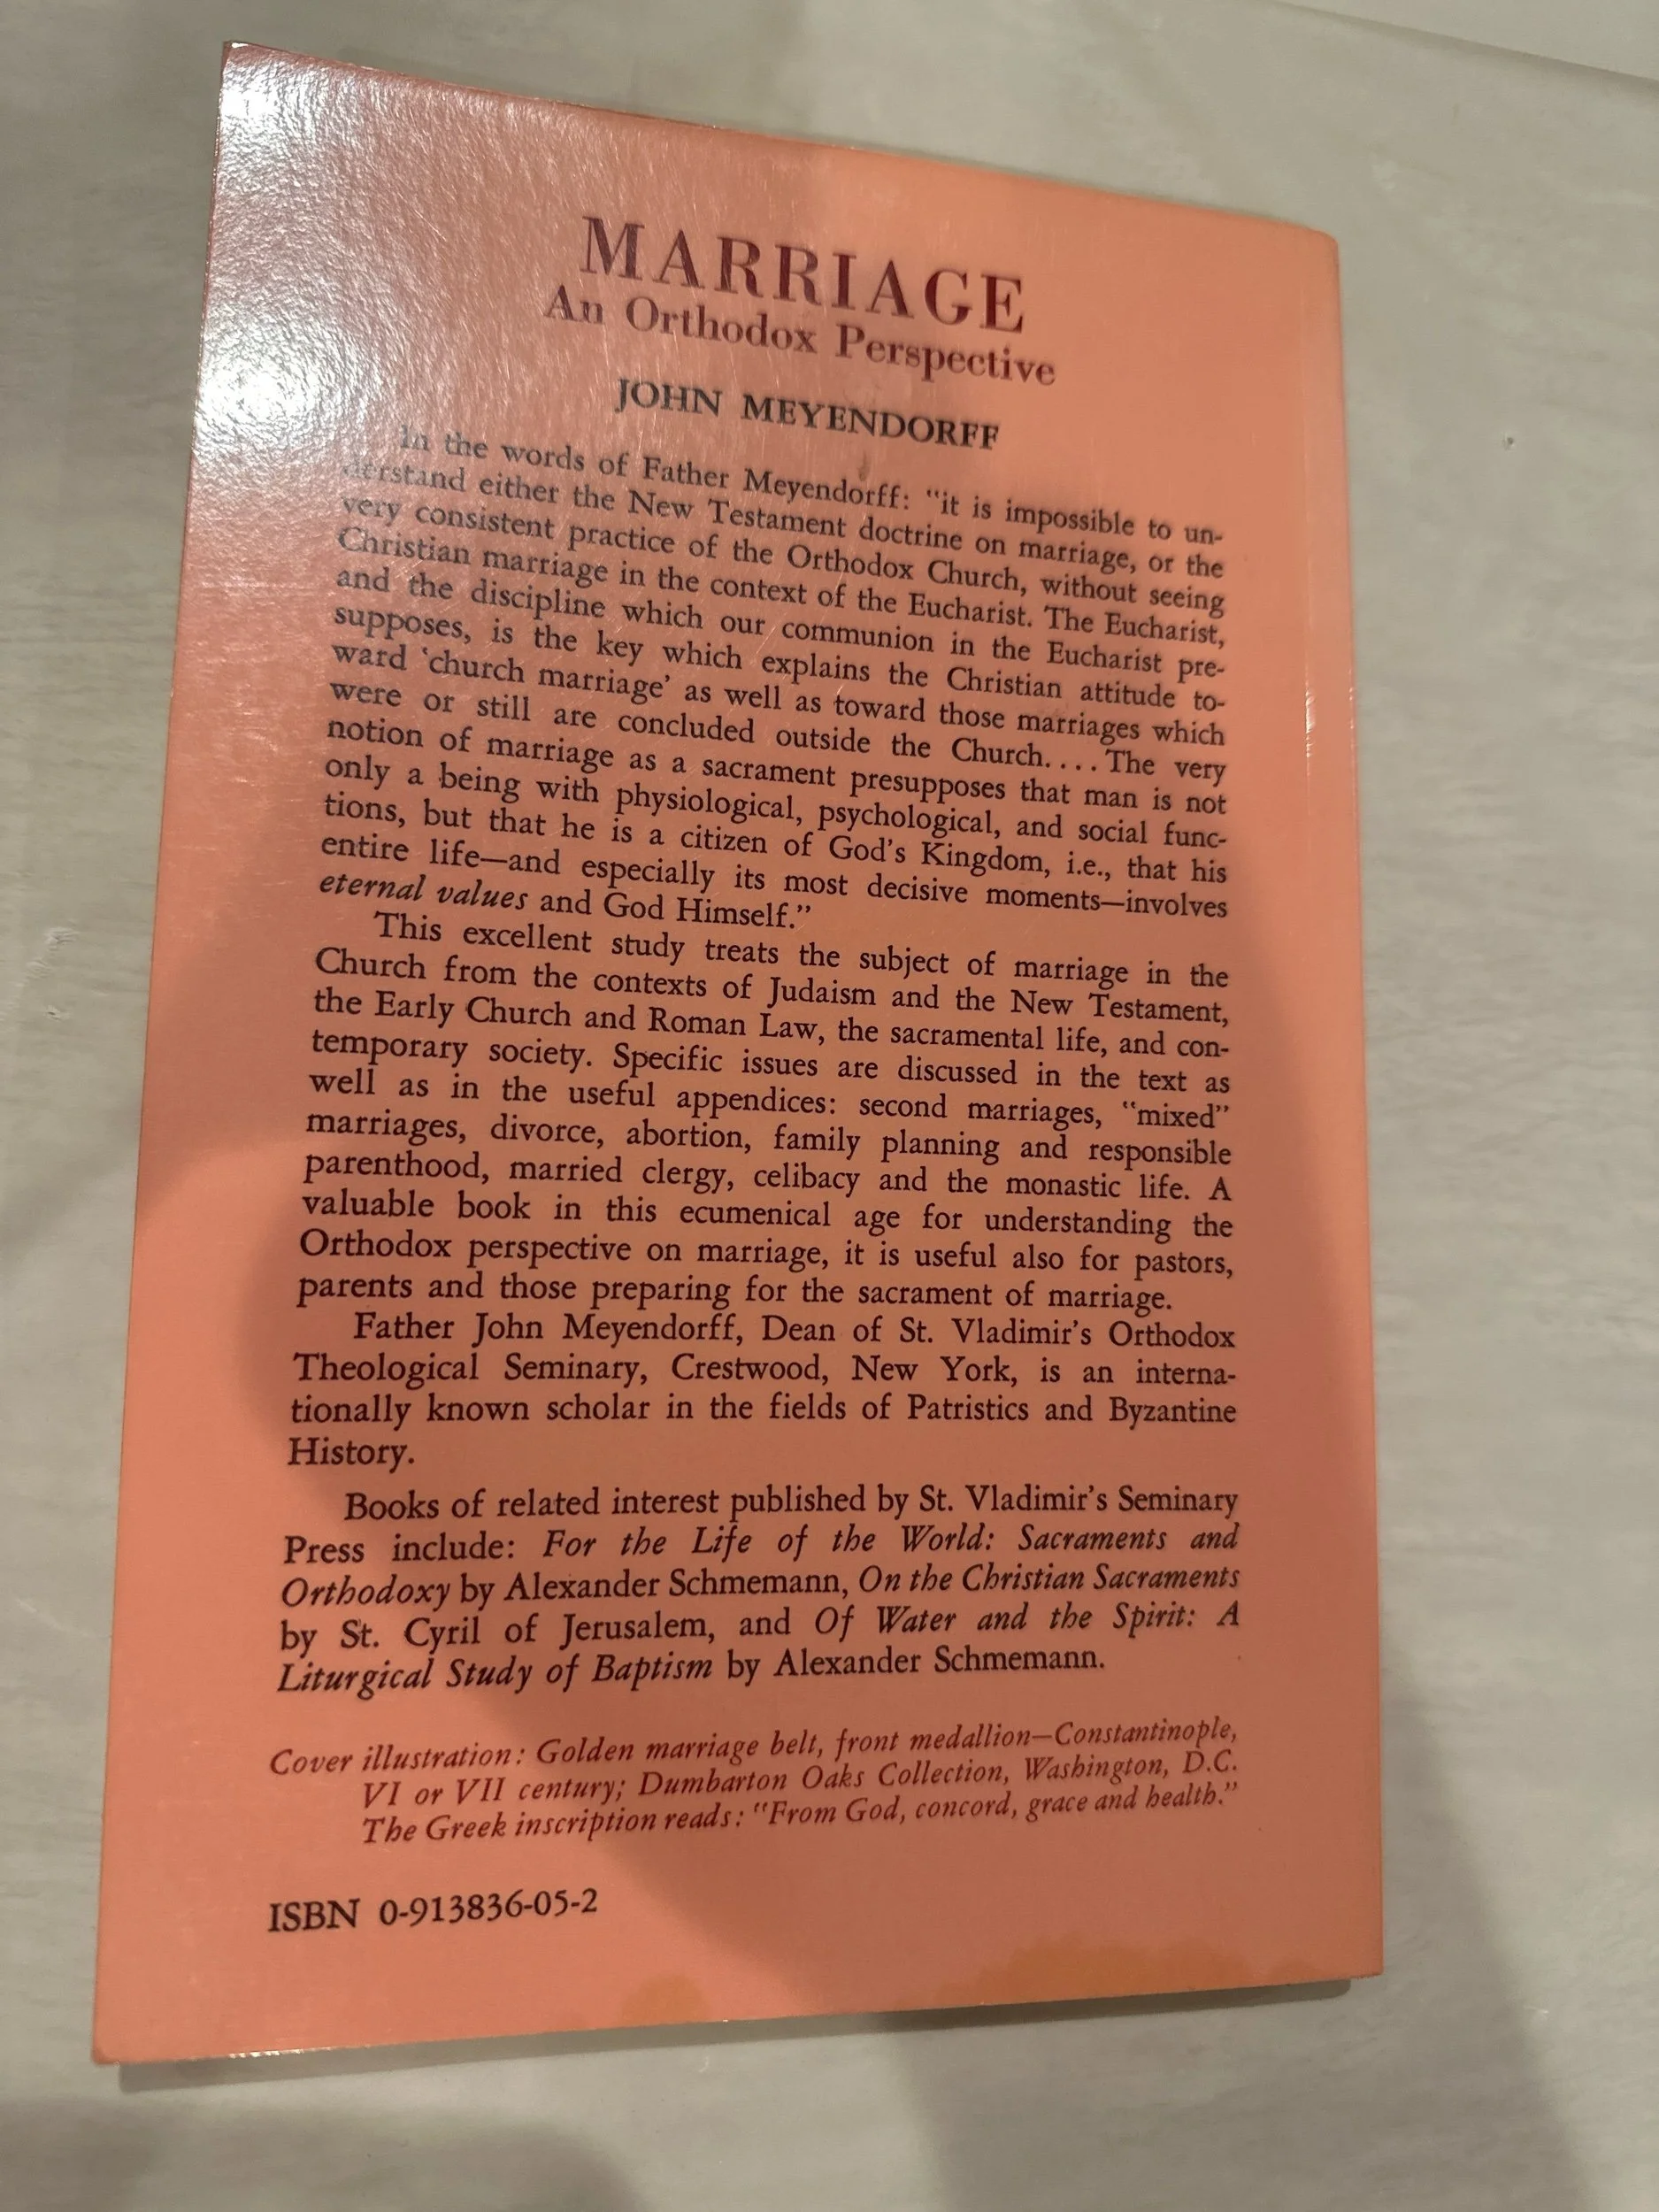 MARRIAGE
An Orthodox Perspective
JOHN MEYENDORFF
In the words of Father Meyendorff: “it is impossible to un-
derstand either the New Testament doctrine on marriage, or the
very consistent practice of the Orthodox Church, without seeing
Christian marriage in the context of the Eucharist. The Eucharist,
and the discipline which our communion in the Eucharist pre-
supposes, is the key which explains the Christian attitude to-
ward ‘church marriage’ as well as toward those marriages which
were or still are concluded outside the Church.... The very
notion of marriage as a sacrament presupposes that man is not
only a being with physiological, psychological, and social func-
tions, but that he is a citizen of God’s Kingdom, i.e., that his
entire life—and especially its most decisive moments—involves
eternal values and God Himself.”
This excellent study treats the subject of marriage in the
Church from the contexts of Judaism and the New Testament,
the Early Church and Roman Law, the sacramental life, and con-
temporary society. Specific issues are discussed in the text as
well as in the useful appendices: second marriages, “mixed”
marriages, divorce, abortion, family planning and responsible
parenthood, married clergy, celibacy and the monastic life. A
valuable book in this ecumenical age for understanding the
Orthodox perspective on marriage, it is useful also for pastors,
parents and those preparing for the sacrament of marriage.
Father John Meyendorff, Dean of St. Vladimir’s Orthodox
Theological Seminary, Crestwood, New York, is an interna-
tionally known scholar in the fields of Patristics and Byzantine
History.
Books of related interest published by St. Vladimir’s Seminary
Press include: For the Life of the World: Sacraments and
Orthodoxy by Alexander Schmemann, On the Christian Sacraments
by St. Cyril of Jerusalem, and Of Water and the Spirit: A
Liturgical Study of Baptism by Alexander Schmemann.
Cover illustration: Golden marriage belt, front medallion—Constantinople,
VI or VII century; Dumbarton Oaks Collection, Washington, D.C.
The Greek inscription reads: “From God, concord, grace and health.”
ISBN 0-913836-05-2